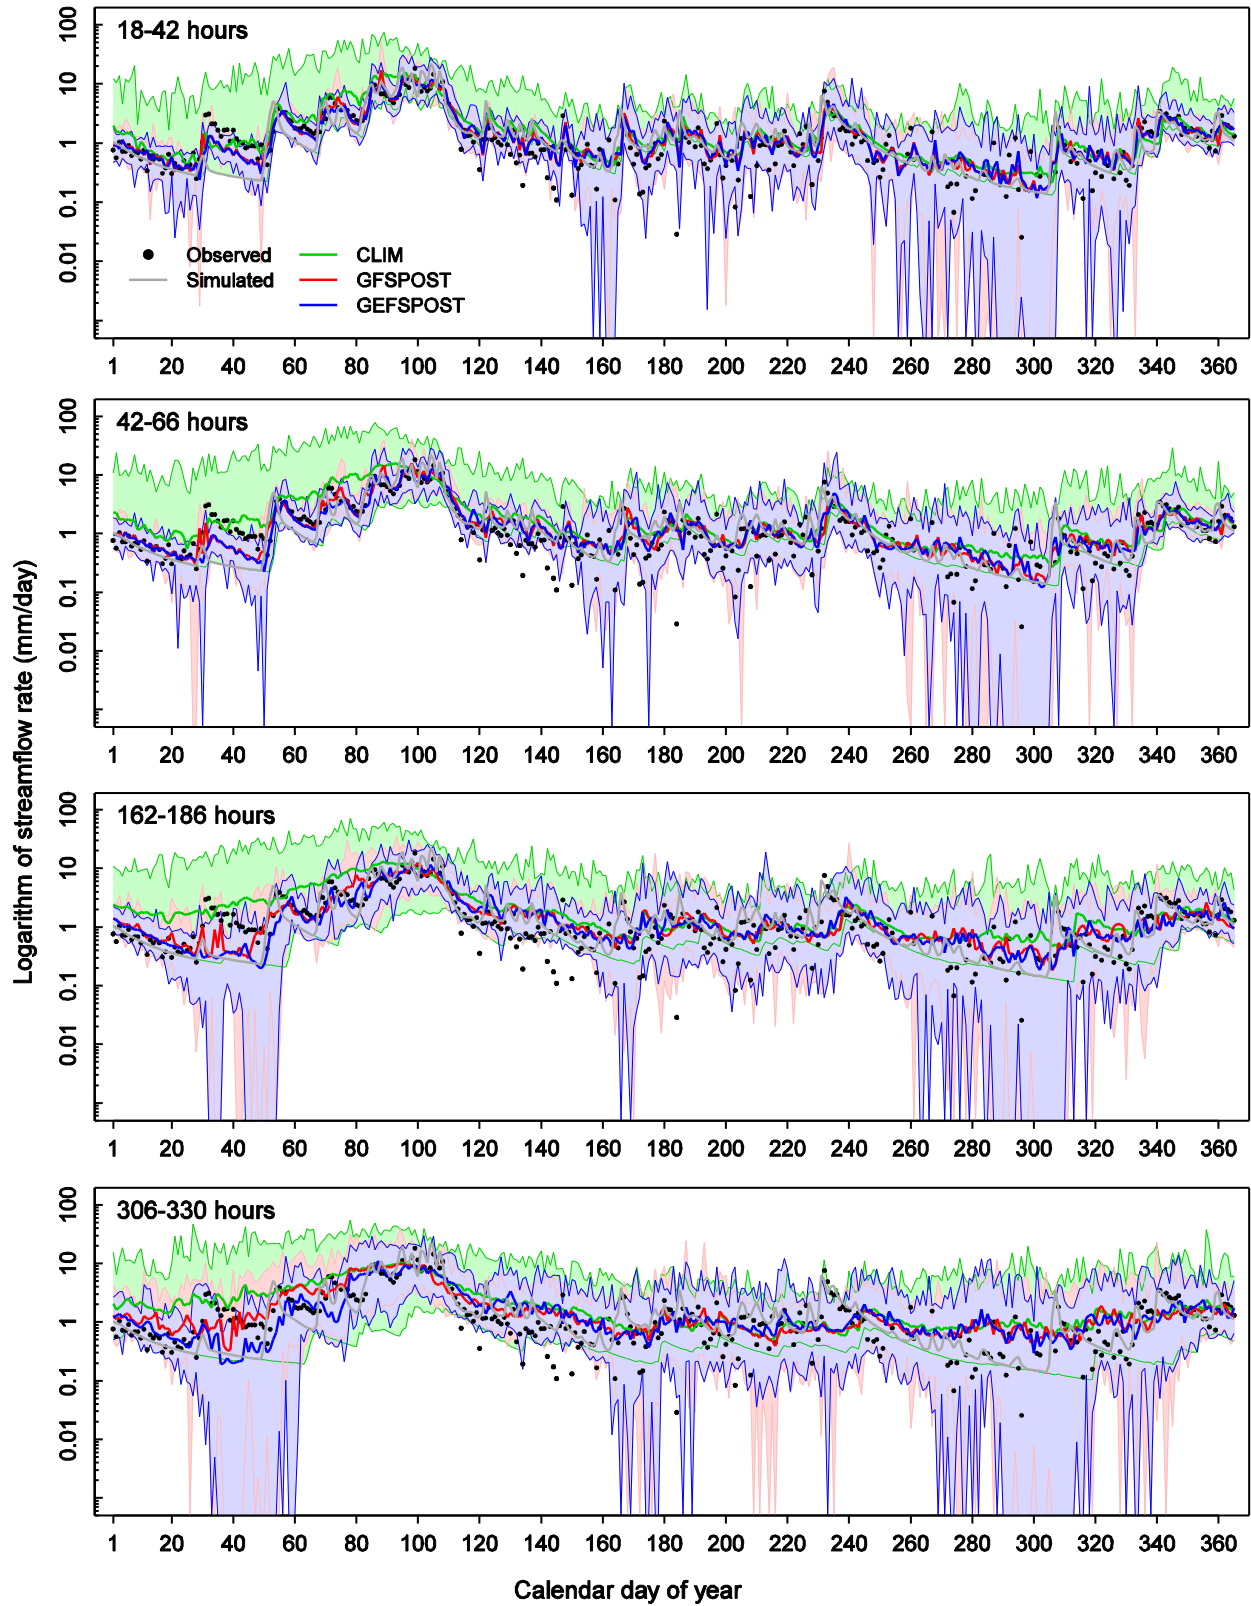 18-42 hours
100
10
1
0.1
0.01
Observed
Simulated
CLIM
GFSPOST
GEFSPOST
1 20 40 60 80 100 120 140 160 180 200 220 240 260 280 300 320 340 360
42-66 hours
100
10
1
0.1
0.01
1 20 40 60 80 100 120 140 160 180 200 220 240 260 280 300 320 340 360
Logarithm of streamflow rate (mm/day)
162-186 hours
100
10
1
0.1
0.01
1 20 40 60 80 100 120 140 160 180 200 220 240 260 280 300 320 340 360
306-330 hours
100
10
1
0.1
0.01
1 20 40 60 80 100 120 140 160 180 200 220 240 260 280 300 320 340 360
Calendar day of year